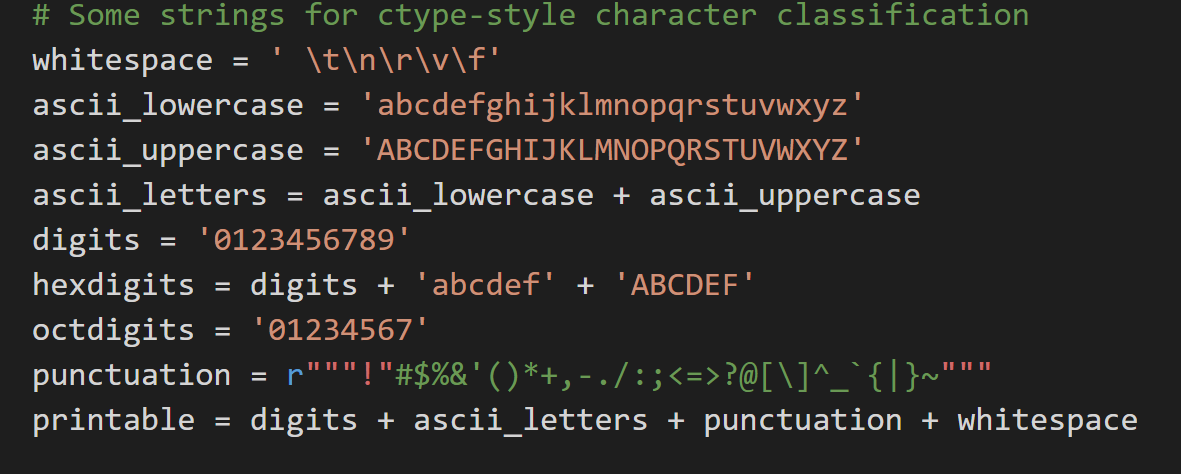 # Some strings for ctype-style character classification
whitespace = ' \t\n\r\v\f'
ascii_lowercase = 'abcdefghijklmnopqrstuvwxyz'
ascii_uppercase = 'ABCDEFGHIJKLMNOPQRSTUVWXYZ'
ascii_letters = ascii_lowercase + ascii_uppercase
digits = '0123456789'
hexdigits = digits + 'abcdef' + 'ABCDEF'
octdigits = '01234567'
punctuation = r"""!"#$%&'()*+,-./:;<=>?@[\]^_`{|}~"""
printable = digits + ascii_letters + punctuation + whitespace